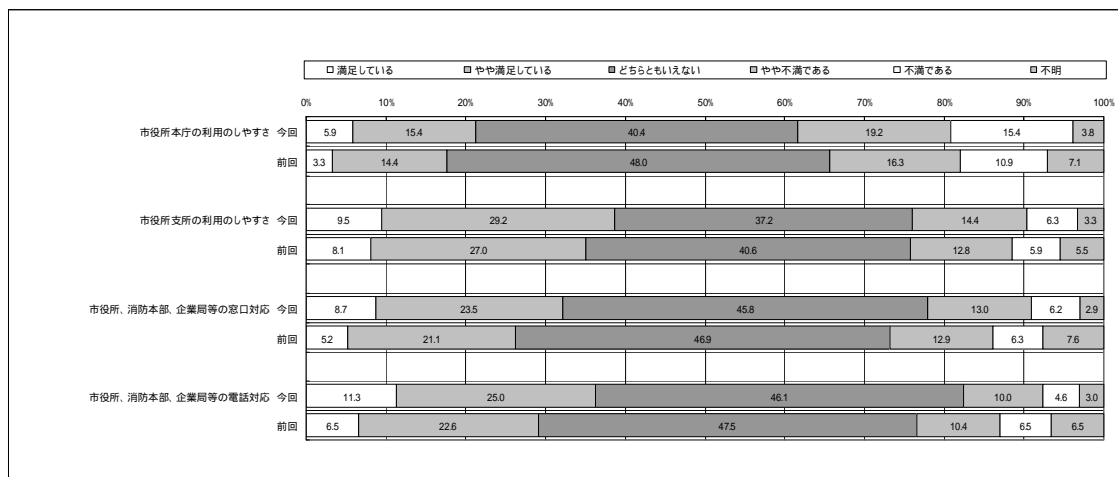 満足している やや満足している どちらともいえない やや不満である 不満である 不明
0% 10% 20% 30% 40% 50% 60% 70% 80% 90% 100%
市役所本庁の利用のしやすさ 今回 5.9 15.4 40.4 19.2 15.4 3.8
前回 3.3 14.4 48.0 16.3 10.9 7.1
市役所支所の利用のしやすさ 今回 9.5 29.2 37.2 14.4 6.3 3.3
前回 8.1 27.0 40.6 12.8 5.9 5.5
市役所、消防本部、企業局等の窓口対応 今回 8.7 23.5 45.8 13.0 6.2 2.9
前回 5.2 21.1 46.9 12.9 6.3 7.6
市役所、消防本部、企業局等の電話対応 今回 11.3 25.0 46.1 10.0 4.6 3.0
前回 6.5 22.6 47.5 10.4 6.5 6.5